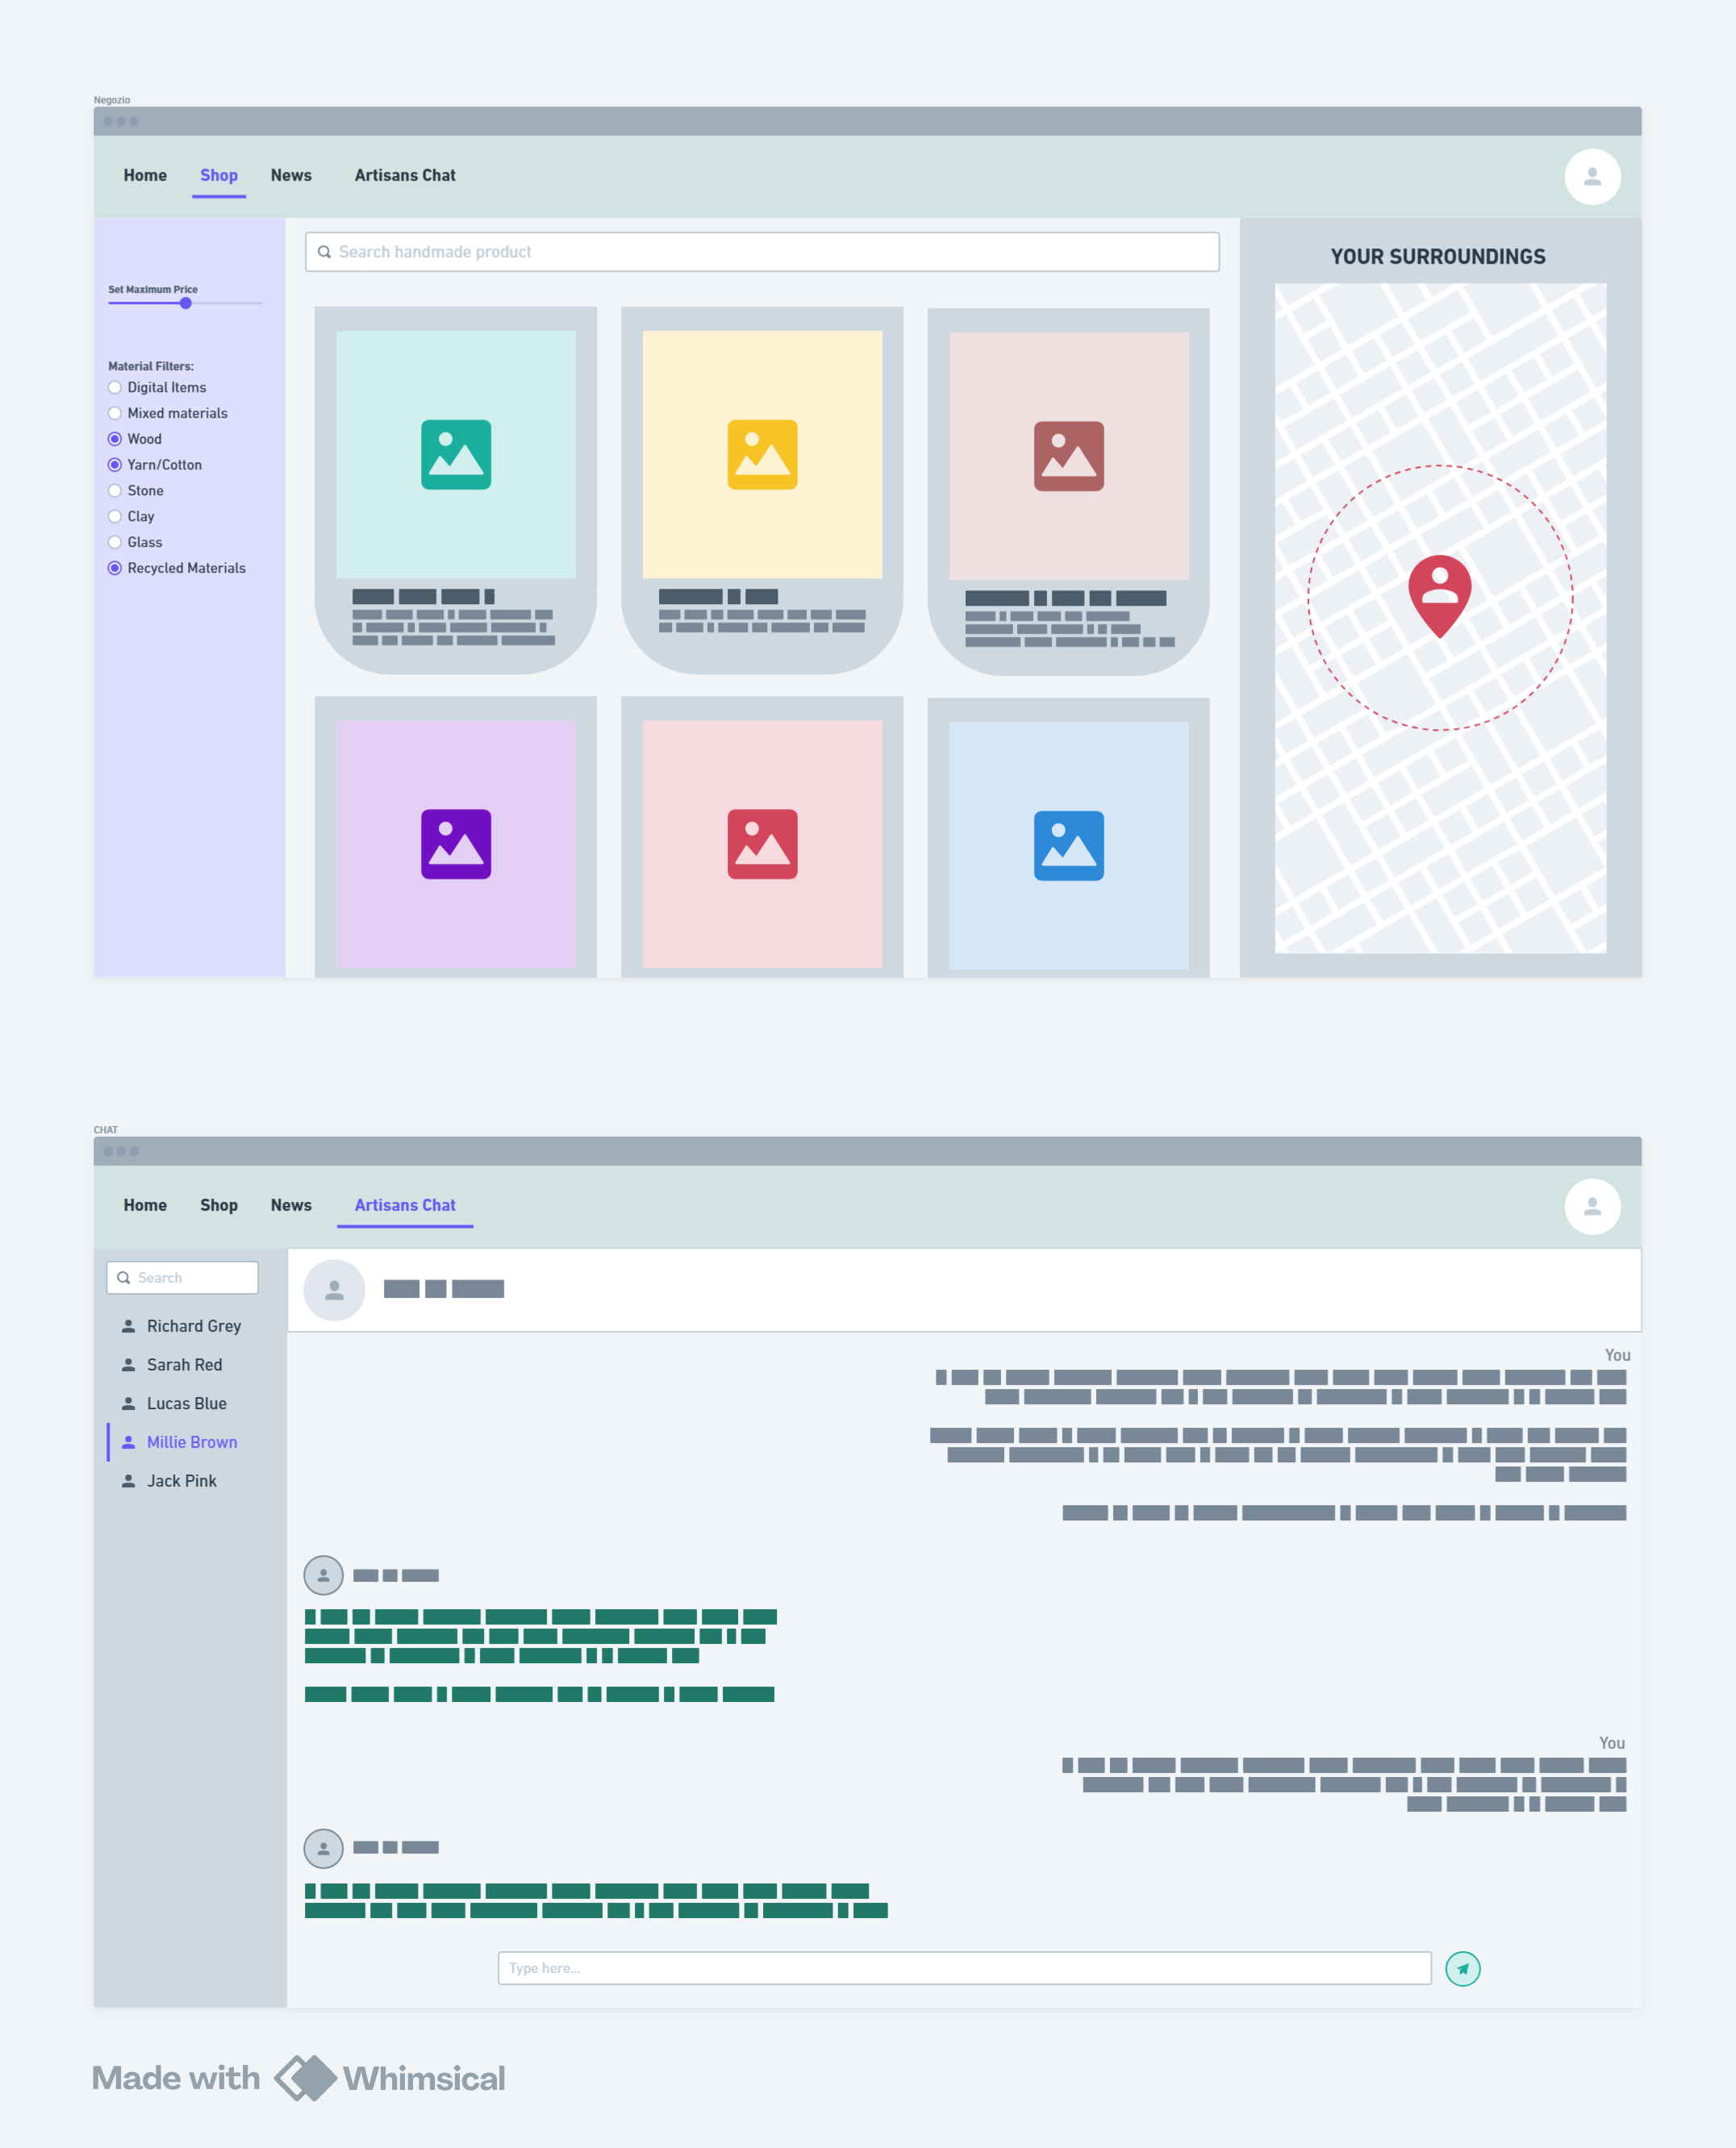 Negozio
Home Shop News Artisans Chat
Search handmade product
YOUR SURROUNDINGS
Set Maximum Price
Material Filters:
Digital Items
Mixed materials
Wood
Yarn/Cotton
Stone
Clay
Glass
Recycled Materials
CHAT
Home Shop News Artisans Chat
Search
Richard Grey
Sarah Red
Lucas Blue
Millie Brown
Jack Pink
You
You
Type here...
Made with Whimsical